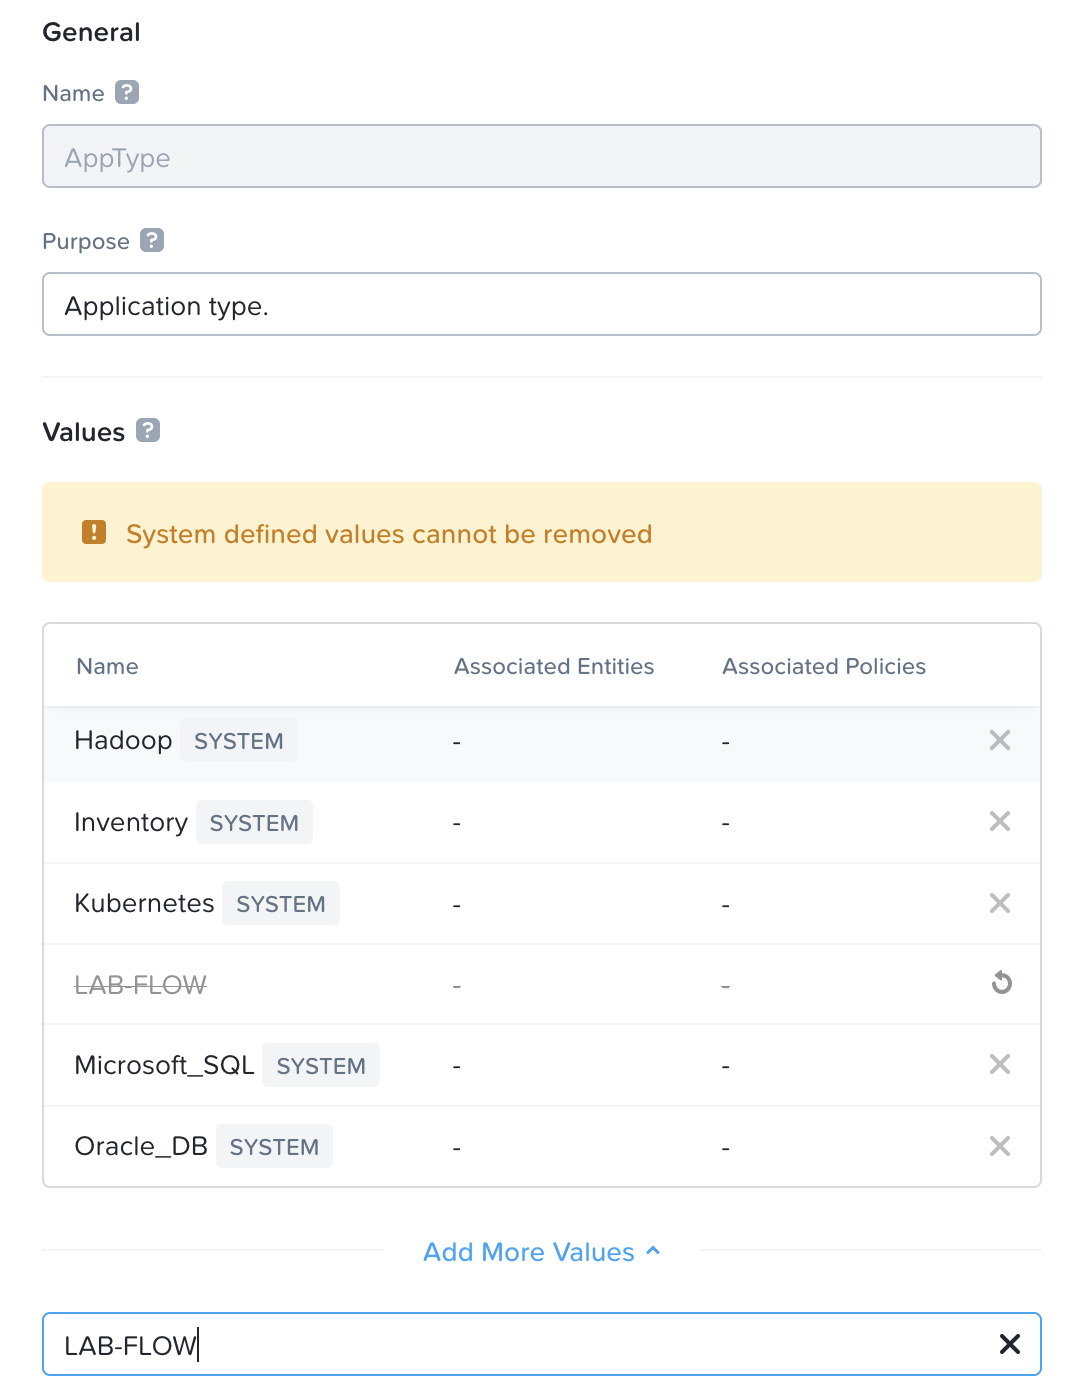 General
Name ?
AppType
Purpose ?
Application type.
Values ?
! System defined values cannot be removed
Name Associated Entities Associated Policies
Hadoop SYSTEM - -
Inventory SYSTEM - -
Kubernetes SYSTEM - -
LAB-FLOW - -
Microsoft_SQL SYSTEM - -
Oracle_DB SYSTEM - -
Add More Values
LAB-FLOW